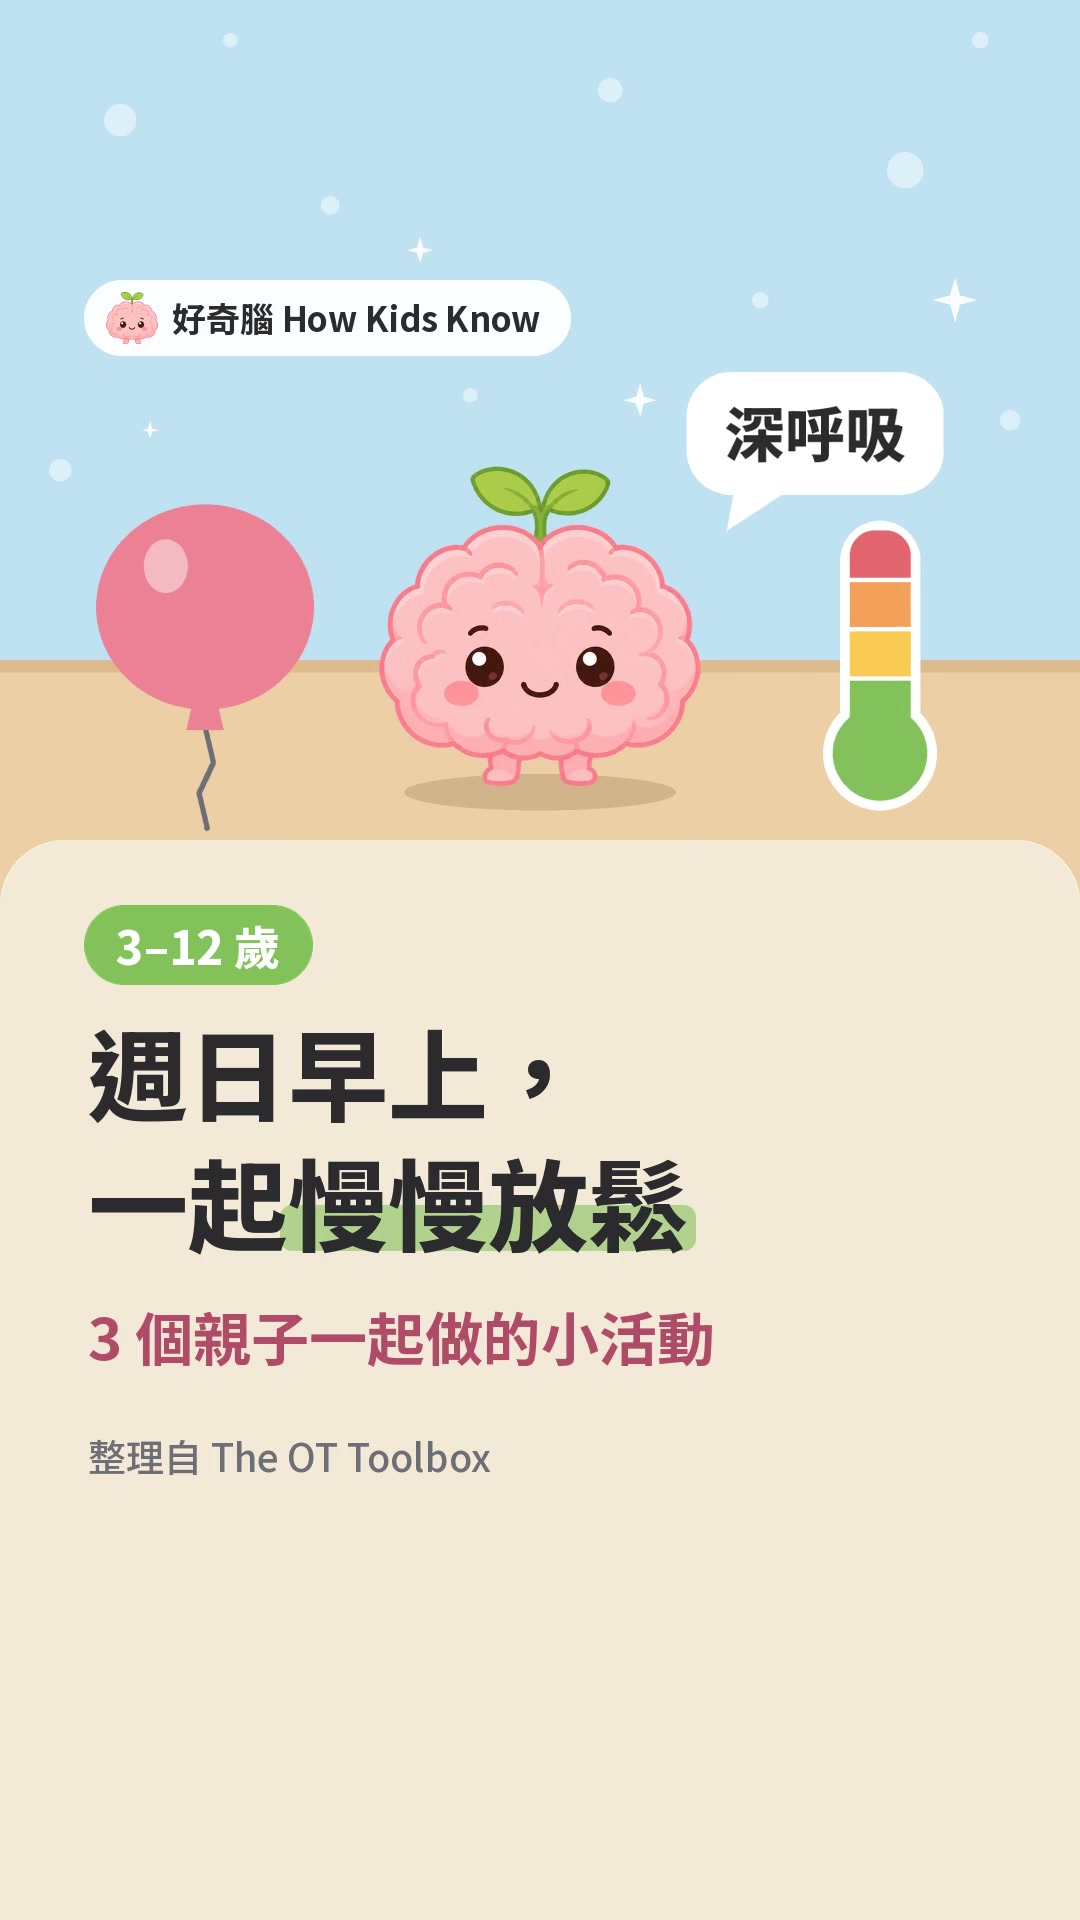 好奇腦 How Kids Know
深呼吸
3–12 歲
週日早上，
一起慢慢放鬆
3 個親子一起做的小活動
整理自 The OT Toolbox